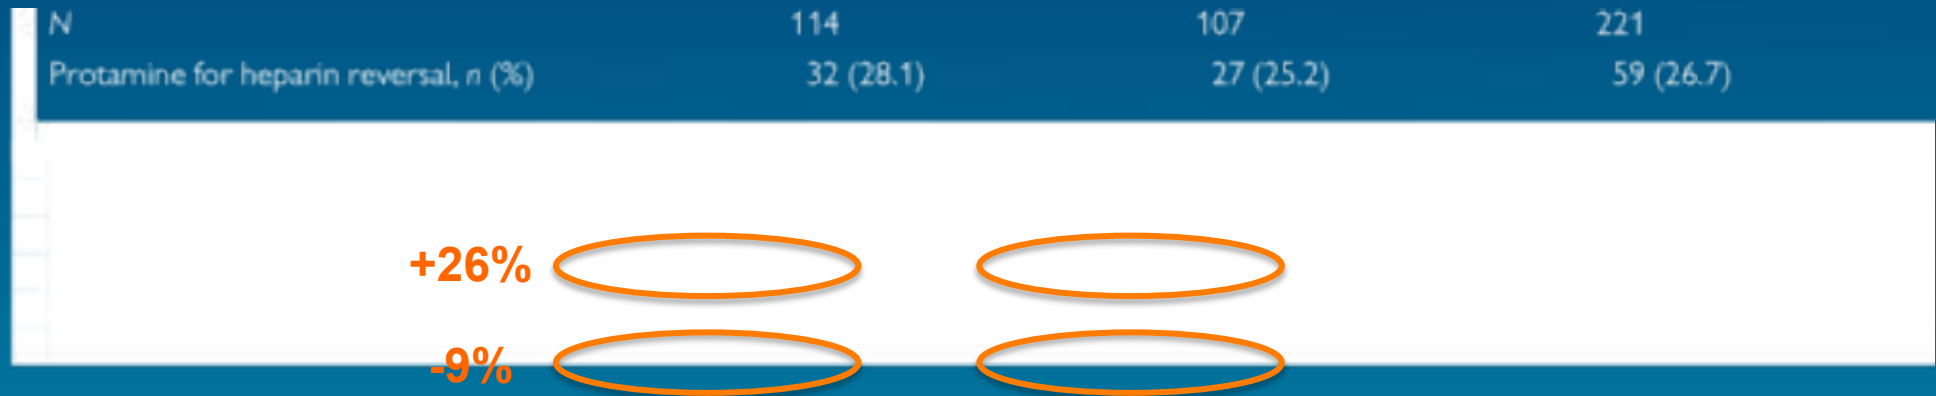 N 114 107 221
Protamine for heparin reversal, n (%) 32 (28.1) 27 (25.2) 59 (26.7)
+26%
-9%